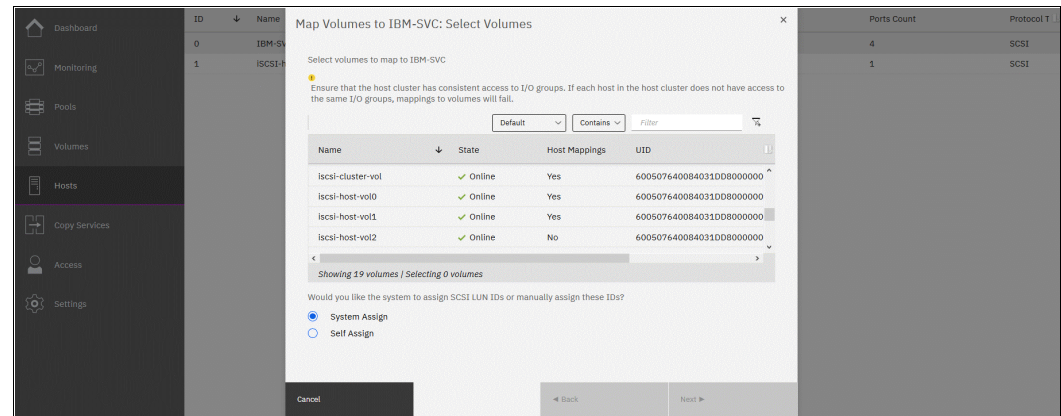 ID Name Ports Count Protocol T
0 IBM-SV 4 SCSI
1 iSCSI-h 1 SCSI
Dashboard
Monitoring
Pools
Volumes
Hosts
Copy Services
Access
Settings
Map Volumes to IBM-SVC: Select Volumes
Select volumes to map to IBM-SVC
Ensure that the host cluster has consistent access to I/O groups. If each host in the host cluster does not have access to
the same I/O groups, mappings to volumes will fail.
Default Contains Filter
Name State Host Mappings UID
iscsi-cluster-vol Online Yes 600507640084031DD8000000
iscsi-host-vol0 Online Yes 600507640084031DD8000000
iscsi-host-vol1 Online Yes 600507640084031DD8000000
iscsi-host-vol2 Online No 600507640084031DD8000000
Showing 19 volumes | Selecting 0 volumes
Would you like the system to assign SCSI LUN IDs or manually assign these IDs?
System Assign
Self Assign
Cancel Back Next